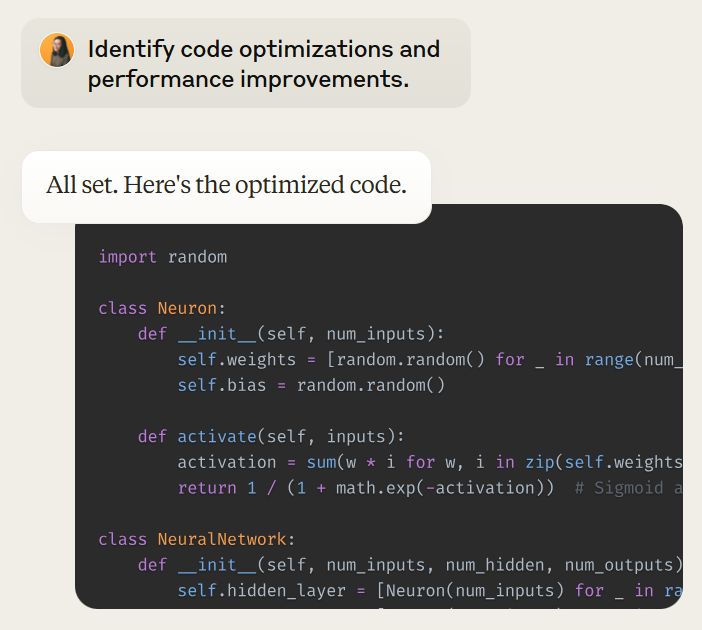 Identify code optimizations and
performance improvements.
All set. Here's the optimized code.
import random
class Neuron:
def __init__(self, num_inputs):
self.weights = [random.random() for _ in range(num_
self.bias = random.random()
def activate(self, inputs):
activation = sum(w * i for w, i in zip(self.weights
return 1 / (1 + math.exp(-activation))  # Sigmoid a
class NeuralNetwork:
def __init__(self, num_inputs, num_hidden, num_outputs)
self.hidden_layer = [Neuron(num_inputs) for _ in ra